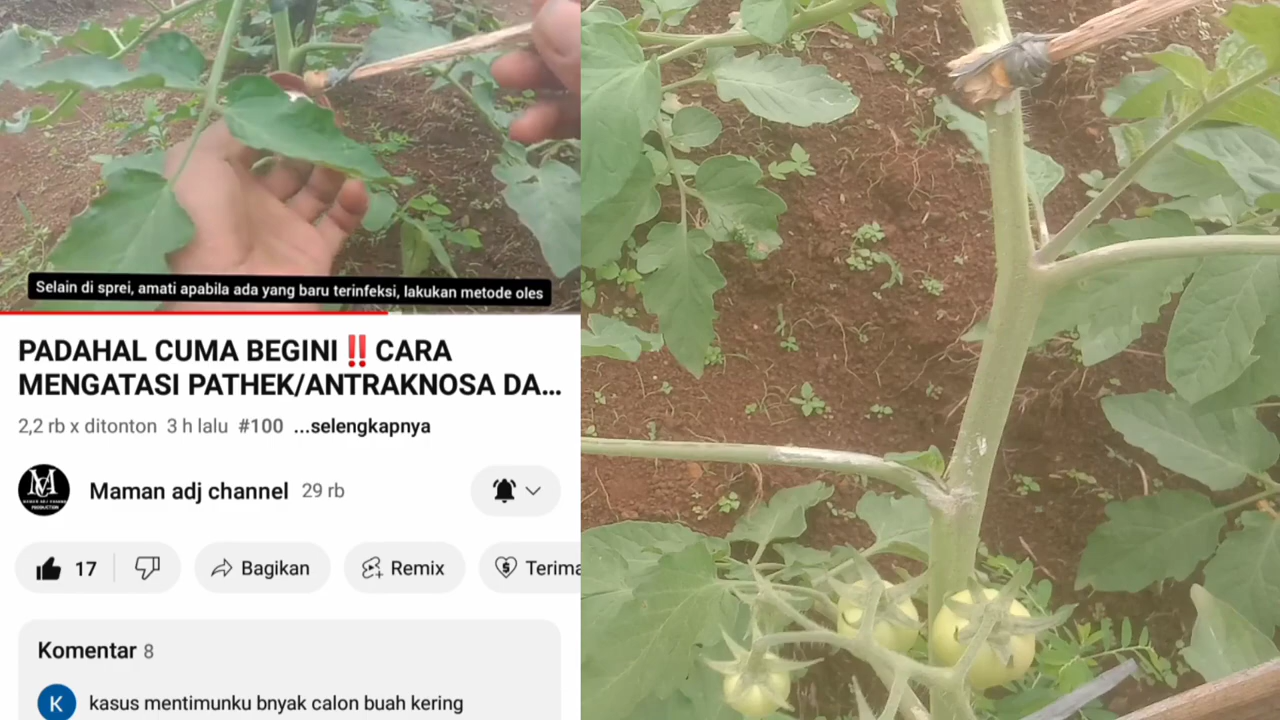 Selain di sprei, amati apabila ada yang baru terinfeksi, lakukan metode oles
PADAHAL CUMA BEGINI‼️CARA
MENGATASI PATHEK/ANTRAKNOSA DA...
2,2 rb x ditonton 3 h lalu #100 ...selengkapnya
Maman adj channel 29 rb
17 Bagikan Remix Terima
Komentar 8
K kasus mentimunku bnyak calon buah kering